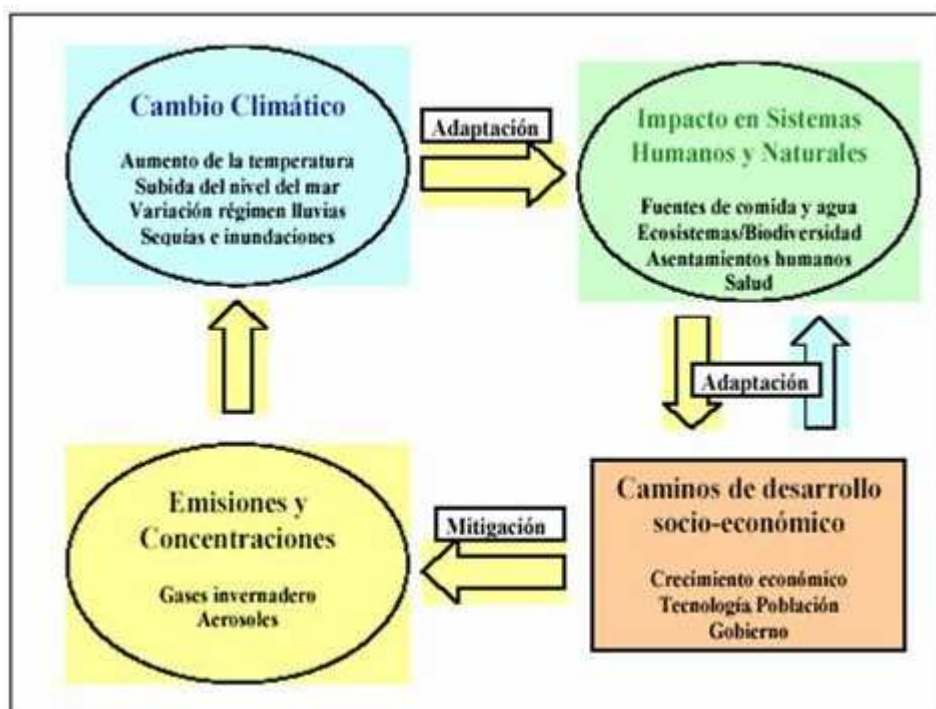 Cambio Climático
Aumento de la temperatura
Subida del nivel del mar
Variación régimen lluvias
Sequías e inundaciones
Adaptación
Impacto en Sistemas
Humanos y Naturales
Fuentes de comida y agua
Ecosistemas/Biodiversidad
Asentamientos humanos
Salud
Adaptación
Emisiones y
Concentraciones
Gases invernadero
Aerosoles
Mitigación
Caminos de desarrollo
socio-económico
Crecimiento económico
Tecnología Población
Gobierno